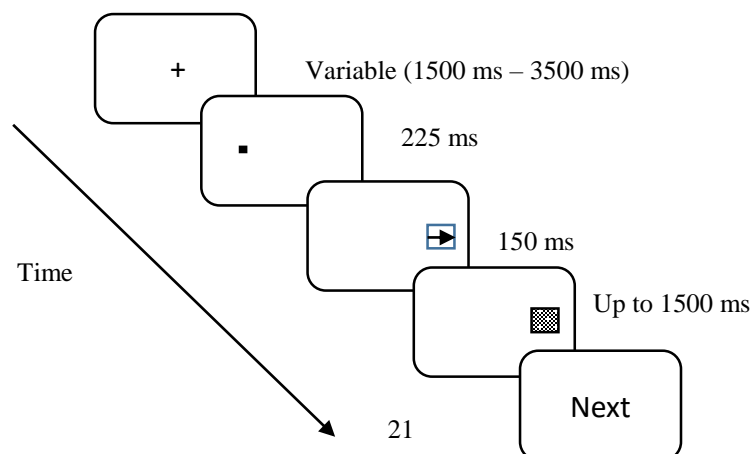 +
Variable (1500 ms – 3500 ms)
225 ms
150 ms
Time
Up to 1500 ms
Next
21